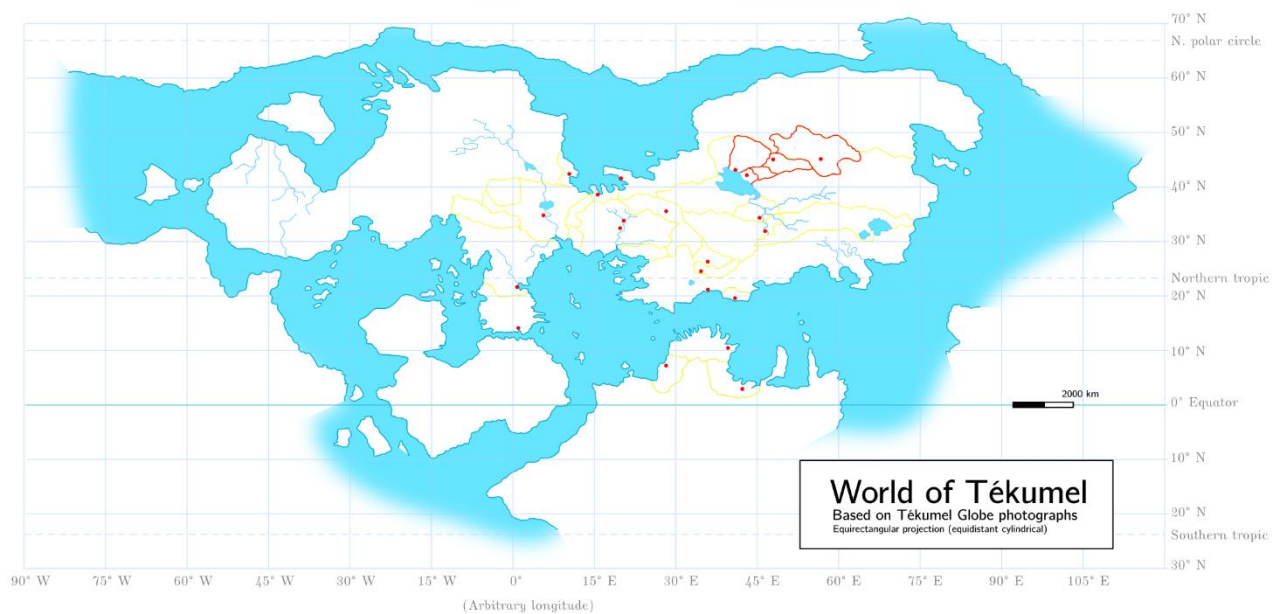 70° N
N. polar circle
60° N
50° N
40° N
30° N
Northern tropic
20° N
10° N
2000 km
0° Equator
10° N
World of Tékumel
Based on Tékumel Globe photographs
Equirectangular projection (equidistant cylindrical)
20° N
Southern tropic
30° N
90° W 75° W 60° W 45° W 30° W 15° W 0° 15° E 30° E 45° E 60° E 75° E 90° E 105° E
(Arbitrary longitude)